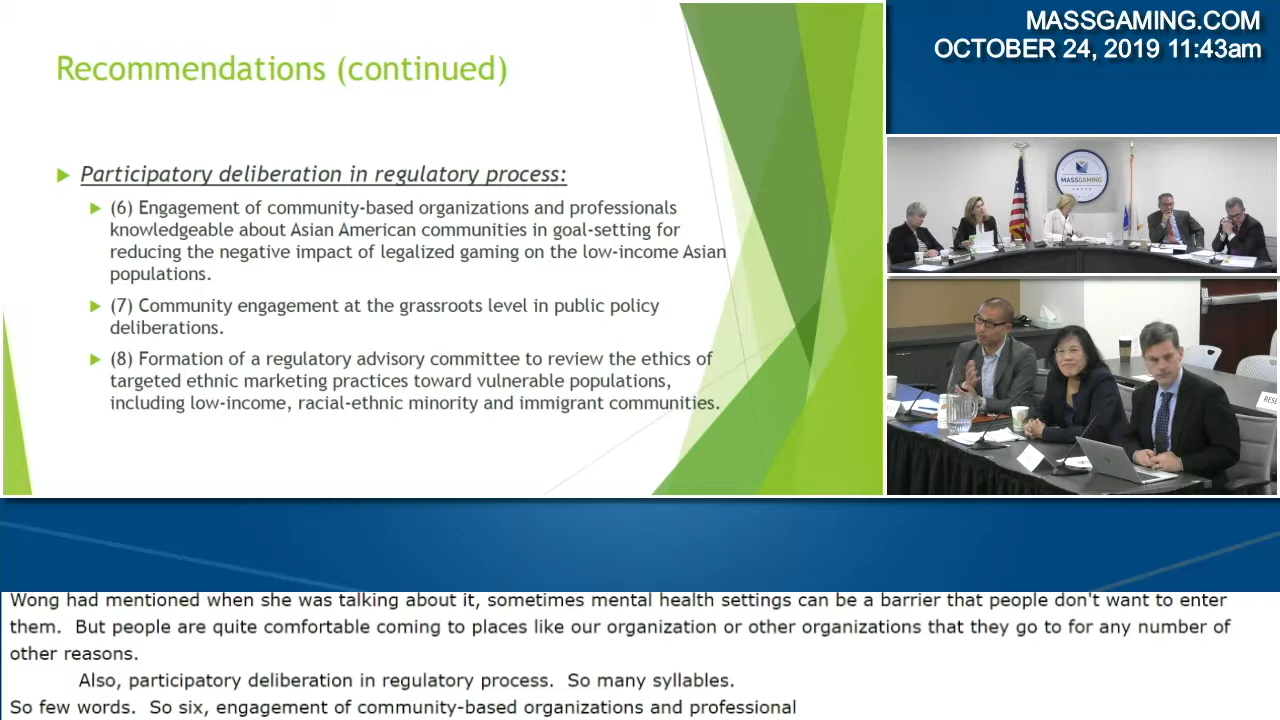 MASSGAMING.COM
OCTOBER 24, 2019 11:43am
Recommendations (continued)
Participatory deliberation in regulatory process:
(6) Engagement of community-based organizations and professionals
knowledgeable about Asian American communities in goal-setting for
reducing the negative impact of legalized gaming on the low-income Asian
populations.
(7) Community engagement at the grassroots level in public policy
deliberations.
(8) Formation of a regulatory advisory committee to review the ethics of
targeted ethnic marketing practices toward vulnerable populations,
including low-income, racial-ethnic minority and immigrant communities.
MASSGAMING
Wong had mentioned when she was talking about it, sometimes mental health settings can be a barrier that people don't want to enter
them. But people are quite comfortable coming to places like our organization or other organizations that they go to for any number of
other reasons.
Also, participatory deliberation in regulatory process. So many syllables.
So few words. So six, engagement of community-based organizations and professional